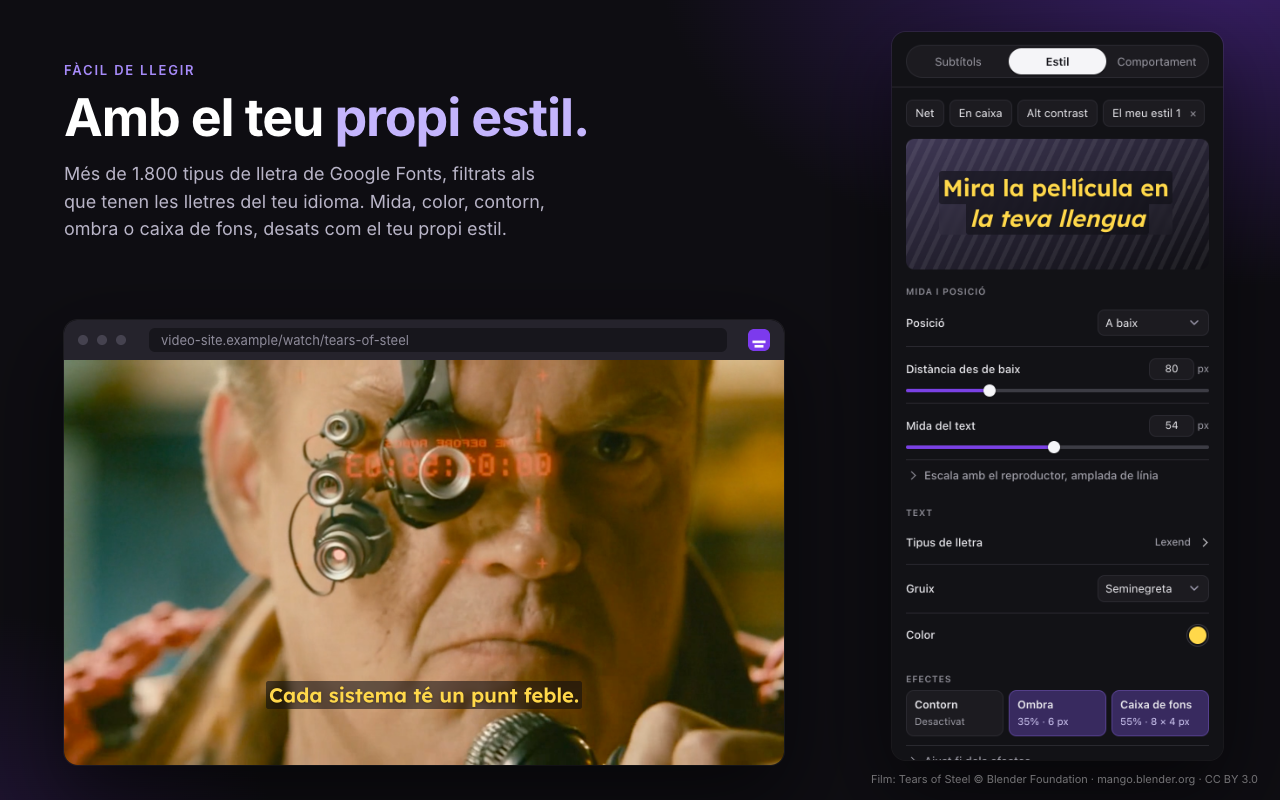 FÀCIL DE LLEGIR
Amb el teu propi estil.
Més de 1.800 tipus de lletra de Google Fonts, filtrats als
que tenen les lletres del teu idioma. Mida, color, contorn,
ombra o caixa de fons, desats com el teu propi estil.
video-site.example/watch/tears-of-steel
Cada sistema té un punt feble.
Subtítols
Estil
Comportament
Net
En caixa
Alt contrast
El meu estil 1 ×
Mira la pel·lícula en
la teva llengua
MIDA I POSICIÓ
Posició
A baix
Distància des de baix
80 px
Mida del text
54 px
Escala amb el reproductor, amplada de línia
TEXT
Tipus de lletra
Lexend
Gruix
Seminegreta
Color
EFECTES
Contorn
Desactivat
Ombra
35% · 6 px
Caixa de fons
55% · 8 × 4 px
Film: Tears of Steel © Blender Foundation · mango.blender.org · CC BY 3.0